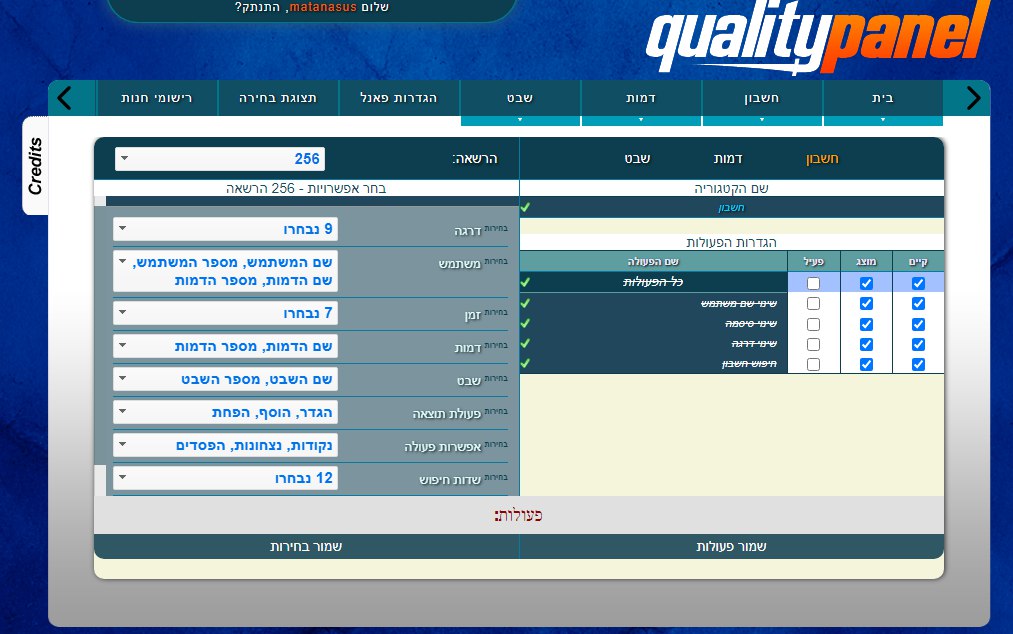 שלום matanasus, התנתק?
qualitypanel
בית
חשבון
דמות
שבט
הגדרות פאנל
תצוגת בחירה
רישומי חנות
Credits
חשבון
דמות
שבט
הרשאה:
256
שם הקטגוריה
חשבון
הגדרות הפעולות
קיים
מוצג
פעיל
שם הפעולה
כל הפעולות
שינוי שם משתמש
שינוי סיסמה
שינוי דרגה
חיפוש חשבון
בחר אפשרויות - 256 הרשאה
בחירות דרגה
9 נבחרו
בחירות משתמש
שם המשתמש, מספר המשתמש,
שם הדמות, מספר הדמות
בחירות זמן
7 נבחרו
בחירות דמות
שם הדמות, מספר הדמות
בחירות שבט
שם השבט, מספר השבט
בחירות פעולת תוצאה
הגדר, הוסף, הפחת
בחירות אפשרות פעולה
נקודות, נצחונות, הפסדים
בחירות שדות חיפוש
12 נבחרו
פעולות:
שמור פעולות
שמור בחירות